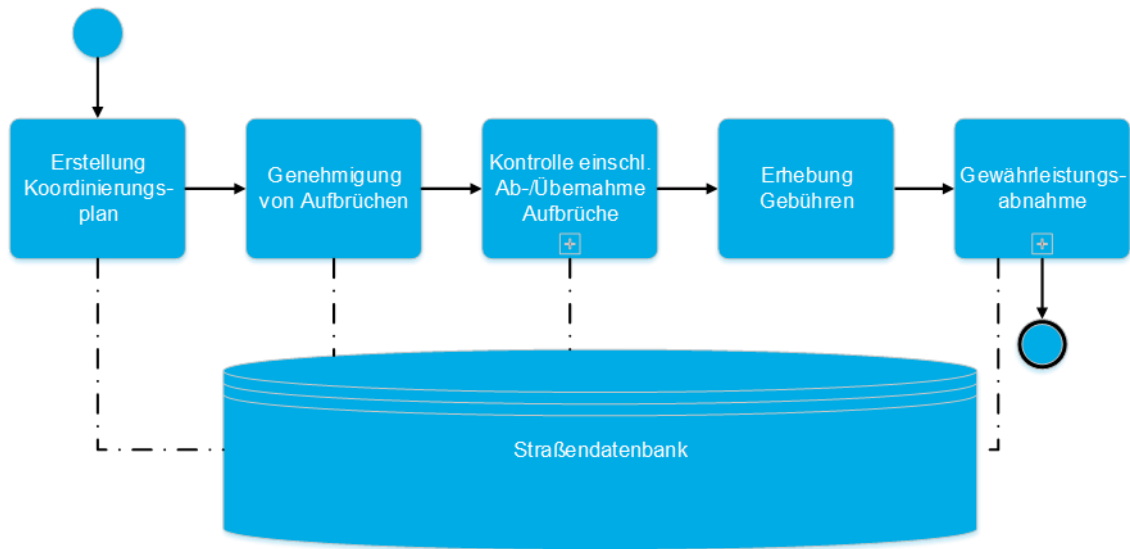 Erstellung
Koordinierungs-
plan
Genehmigung
von Aufbrüchen
Kontrolle einschl.
Ab-/Übernahme
Aufbrüche
Erhebung
Gebühren
Gewährleistungs-
abnahme
Straßendatenbank